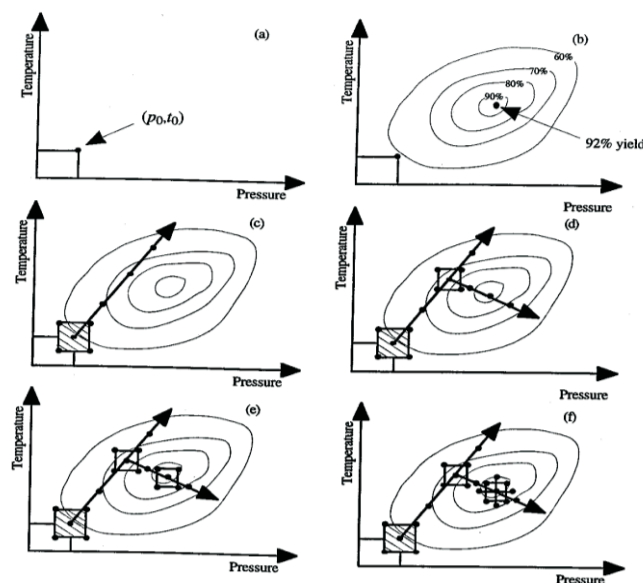 (a)
Temperature
(p0,t0)
Pressure
(b)
Temperature
60%
70%
80%
90%
92% yield
Pressure
(c)
Temperature
Pressure
(d)
Temperature
Pressure
(e)
Temperature
Pressure
(f)
Temperature
Pressure